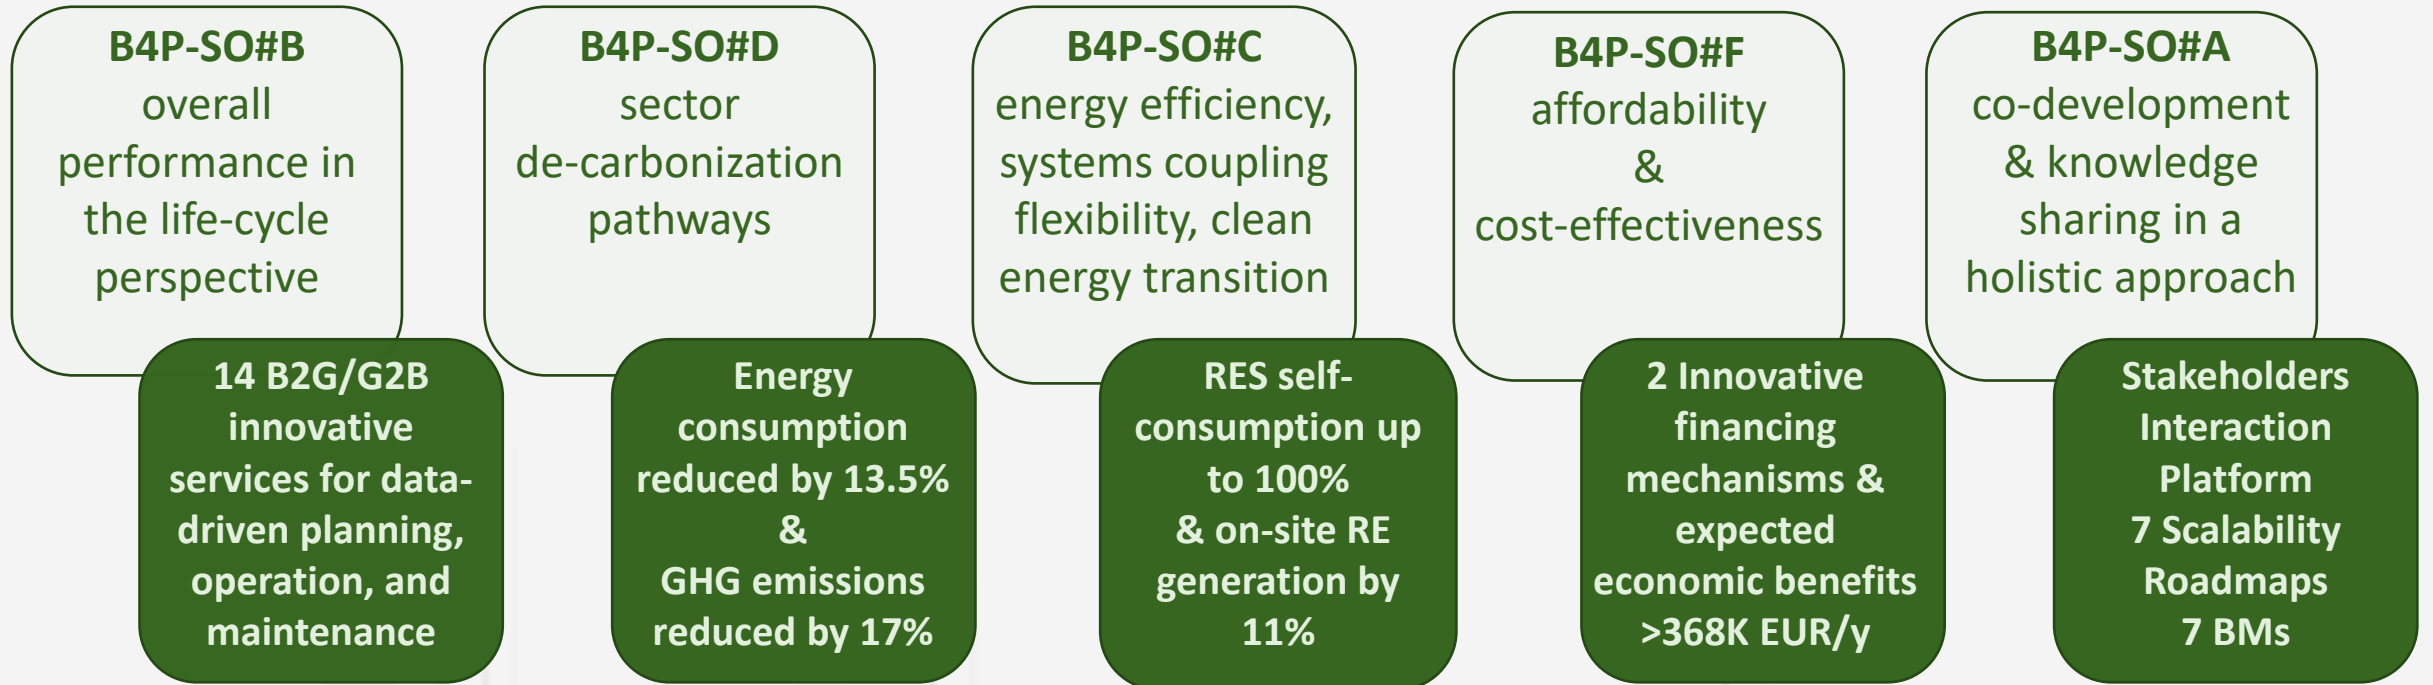 B4P-SO#B
overall
performance in
the life-cycle
perspective
14 B2G/G2B
innovative
services for data-
driven planning,
operation, and
maintenance
B4P-SO#D
sector
de-carbonization
pathways
Energy
consumption
reduced by 13.5%
&
GHG emissions
reduced by 17%
B4P-SO#C
energy efficiency,
systems coupling
flexibility, clean
energy transition
RES self-
consumption up
to 100%
& on-site RE
generation by
11%
B4P-SO#F
affordability
&
cost-effectiveness
2 Innovative
financing
mechanisms &
expected
economic benefits
>368K EUR/y
B4P-SO#A
co-development
& knowledge
sharing in a
holistic approach
Stakeholders
Interaction
Platform
7 Scalability
Roadmaps
7 BMs